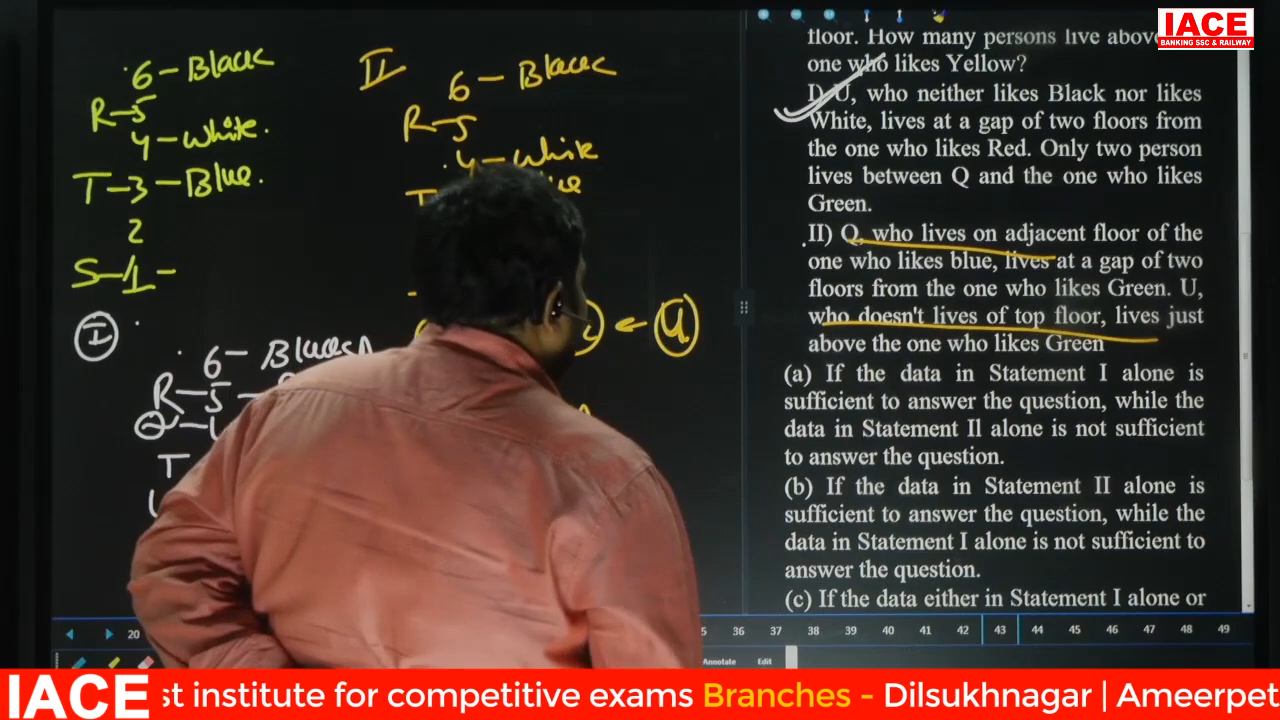 6 - Black
R - 5
4 - white.
T - 3 - Blue.
2
S - 1 -
I
6 - Black
R - 5 -
Q -
T
II
6 - Black
R - 5
4 - white
T
U
floor. How many persons live above
one who likes Yellow?
U, who neither likes Black nor likes
White, lives at a gap of two floors from
the one who likes Red. Only two person
lives between Q and the one who likes
Green.
II) Q, who lives on adjacent floor of the
one who likes blue, lives at a gap of two
floors from the one who likes Green. U,
who doesn't lives of top floor, lives just
above the one who likes Green
(a) If the data in Statement I alone is
sufficient to answer the question, while the
data in Statement Il alone is not sufficient
to answer the question.
(b) If the data in Statement II alone is
sufficient to answer the question, while the
data in Statement I alone is not sufficient to
answer the question.
(c) If the data either in Statement I alone or
20
5 36 37 38 39 40 41 42 43 44 45 46 47 48 49
Annotate Edit
IACE
BANKING SSC & RAILWAY
IACE st institute for competitive exams Branches - Dilsukhnagar | Ameerpet